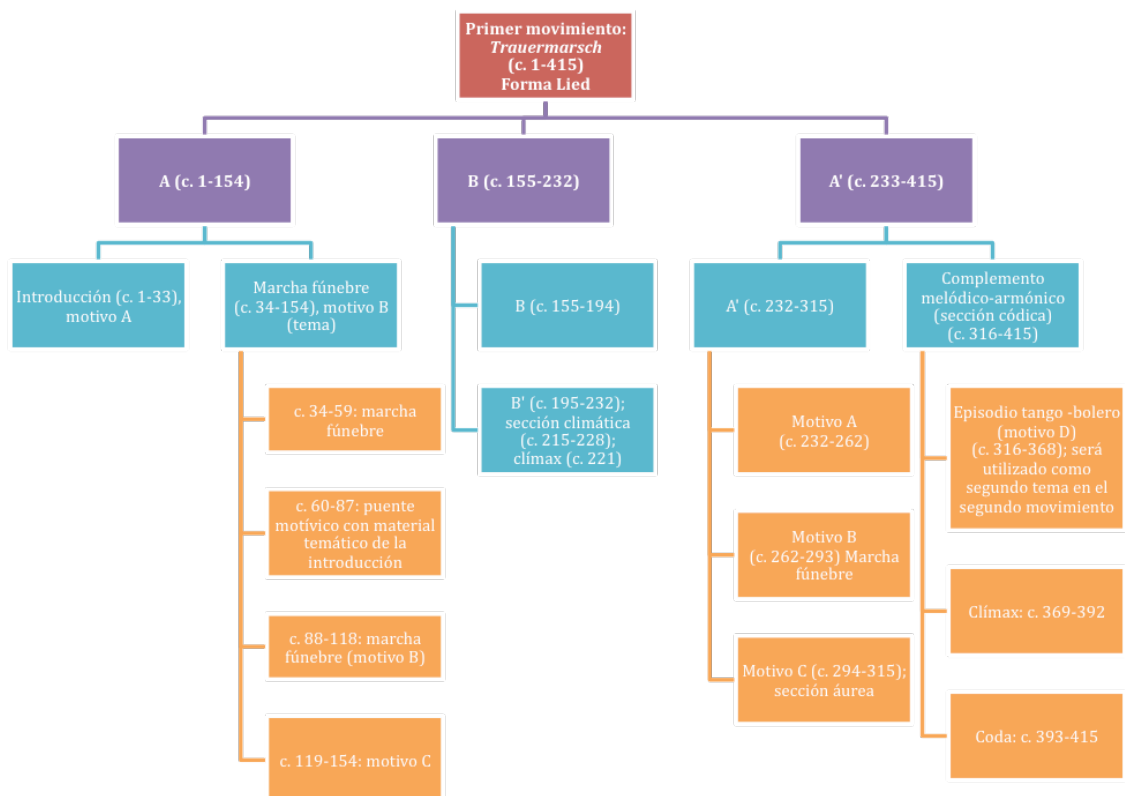 Primer movimiento:
Trauermarsch
(c. 1-415)
Forma Lied
A (c. 1-154)
B (c. 155-232)
A' (c. 233-415)
Introducción (c. 1-33),
motivo A
Marcha fúnebre
(c. 34-154), motivo B
(tema)
B (c. 155-194)
A' (c. 232-315)
Complemento
melódico-armónico
(sección códica)
(c. 316-415)
c. 34-59: marcha
fúnebre
c. 60-87: puente
motívico con material
temático de la
introducción
c. 88-118: marcha
fúnebre (motivo B)
c. 119-154: motivo C
B' (c. 195-232);
sección climática
(c. 215-228);
clímax (c. 221)
Motivo A
(c. 232-262)
Motivo B
(c. 262-293) Marcha
fúnebre
Motivo C (c. 294-315);
sección áurea
Episodio tango -bolero
(motivo D)
(c. 316-368); será
utilizado como
segundo tema en el
segundo movimiento
Clímax: c. 369-392
Coda: c. 393-415